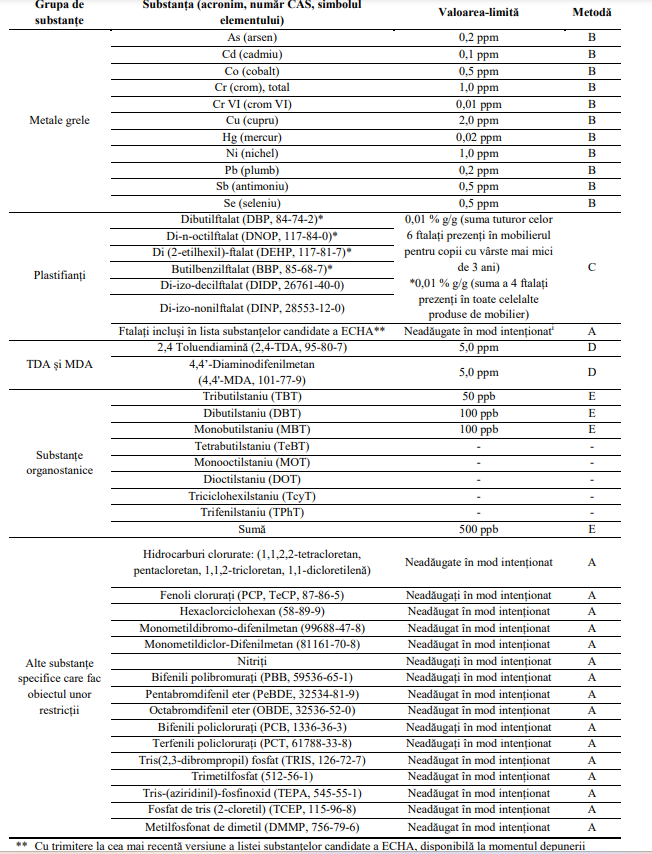 Grupa de substanțe Substanța (acronim, număr CAS, simbolul elementului) Valoarea-limită Metodă
Metale grele
As (arsen) 0,2 ppm B
Cd (cadmiu) 0,1 ppm B
Co (cobalt) 0,5 ppm B
Cr (crom), total 1,0 ppm B
Cr VI (crom VI) 0,01 ppm B
Cu (cupru) 2,0 ppm B
Hg (mercur) 0,02 ppm B
Ni (nichel) 1,0 ppm B
Pb (plumb) 0,2 ppm B
Sb (antimoniu) 0,5 ppm B
Se (seleniu) 0,5 ppm B
Plastifianți
Dibutilftalat (DBP, 84-74-2)*
Di-n-octilftalat (DNOP, 117-84-0)*
Di (2-etilhexil)-ftalat (DEHP, 117-81-7)*
Butilbenzilftalat (BBP, 85-68-7)*
Di-izo-decilftalat (DIDP, 26761-40-0)
Di-izo-nonilftalat (DINP, 28553-12-0)
0,01 % g/g (suma tuturor celor
6 ftalați prezenți în mobilierul
pentru copii cu vârste mai mici
de 3 ani)
*0,01 % g/g (suma a 4 ftalați
prezenți în toate celelalte
produse de mobilier)
C
Ftalați incluși în lista substanțelor candidate a ECHA** Neadăugate în mod intenționatⁱ A
TDA și MDA
2,4 Toluendiamină (2,4-TDA, 95-80-7) 5,0 ppm D
4,4’-Diaminodifenilmetan
(4,4'-MDA, 101-77-9) 5,0 ppm D
Substanțe
organostanice
Tributilstaniu (TBT) 50 ppb E
Dibutilstaniu (DBT) 100 ppb E
Monobutilstaniu (MBT) 100 ppb E
Tetrabutilstaniu (TeBT) - -
Monooctilstaniu (MOT) - -
Dioctilstaniu (DOT) - -
Triciclohexilstaniu (TcyT) - -
Trifenilstaniu (TPhT) - -
Sumă 500 ppb E
Alte substanțe
specifice care fac
obiectul unor
restricții
Hidrocarburi clorurate: (1,1,2,2-tetracloretan,
pentacloretan, 1,1,2-tricloretan, 1,1-dicloretilenă) Neadăugate în mod intenționat A
Fenoli clorurați (PCP, TeCP, 87-86-5) Neadăugați în mod intenționat A
Hexaclorciclohexan (58-89-9) Neadăugat în mod intenționat A
Monometildibromo-difenilmetan (99688-47-8) Neadăugat în mod intenționat A
Monometildiclor-Difenilmetan (81161-70-8) Neadăugat în mod intenționat A
Nitriți Neadăugați în mod intenționat A
Bifenili polibromurați (PBB, 59536-65-1) Neadăugați în mod intenționat A
Pentabromdifenil eter (PeBDE, 32534-81-9) Neadăugat în mod intenționat A
Octabromdifenil eter (OBDE, 32536-52-0) Neadăugat în mod intenționat A
Bifenili policlorurați (PCB, 1336-36-3) Neadăugați în mod intenționat A
Terfenili policlorurați (PCT, 61788-33-8) Neadăugați în mod intenționat A
Tris(2,3-dibrompropil) fosfat (TRIS, 126-72-7) Neadăugat în mod intenționat A
Trimetilfosfat (512-56-1) Neadăugat în mod intenționat A
Tris-(aziridinil)-fosfinoxid (TEPA, 545-55-1) Neadăugat în mod intenționat A
Fosfat de tris (2-cloretil) (TCEP, 115-96-8) Neadăugat în mod intenționat A
Metilfosfonat de dimetil (DMMP, 756-79-6) Neadăugat în mod intenționat A
** Cu trimitere la cea mai recentă versiune a listei substanțelor candidate a ECHA, disponibilă la momentul depunerii